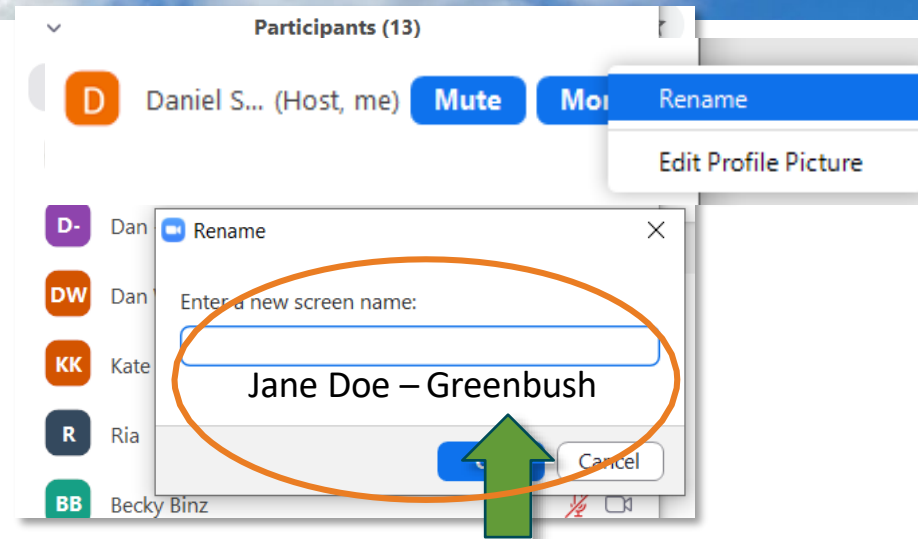 Participants (13)
D Daniel S... (Host, me) Mute Rename
Edit Profile Picture
D- Dan
Rename
DW Dan
Enter a new screen name:
KK Kate
Jane Doe – Greenbush
R Ria
Cancel
BB Becky Binz